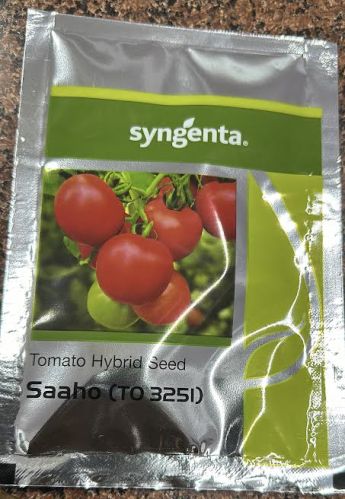 syngenta®
Tomato Hybrid Seed
Saaho (TO 3251)